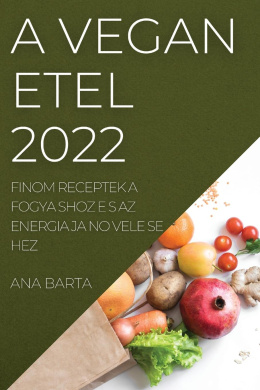 A VEGAN
ETEL
2022
FINOM RECEPTEK A
FOGYA SHOZ E S AZ
ENERGIA JA NO VELE SE
HEZ
ANA BARTA